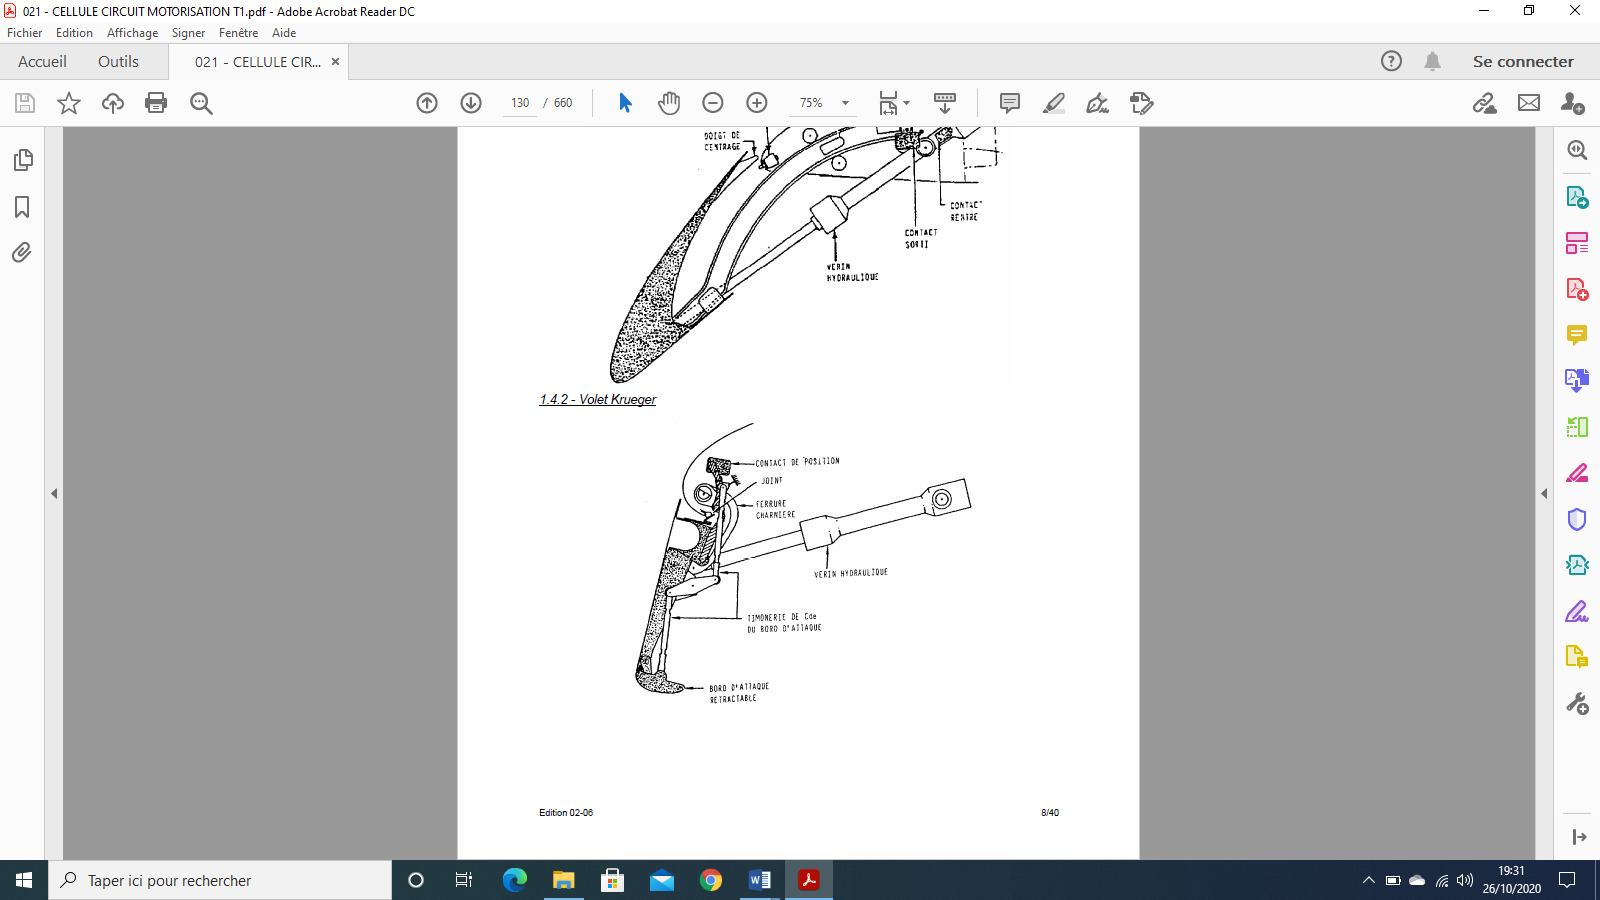 021 - CELLULE CIRCUIT MOTORISATION T1.pdf - Adobe Acrobat Reader DC
Fichier Edition Affichage Signer Fenêtre Aide
Accueil Outils 021 - CELLULE CIR... × Se connecter
130 / 660 75%
DOIGT DE
CENTRAGE
CONTACT
RENTRE
CONTACT
SORTI
VERIN
HYDRAULIQUE
1.4.2 - Volet Krueger
CONTACT DE POSITION
JOINT
FERRURE
CHARNIERE
VERIN HYDRAULIQUE
TIMONERIE DE Cde
DU BORD D'ATTAQUE
BORD D'ATTAQUE
RETRACTABLE
Edition 02-06 8/40
Taper ici pour rechercher
19:31
26/10/2020